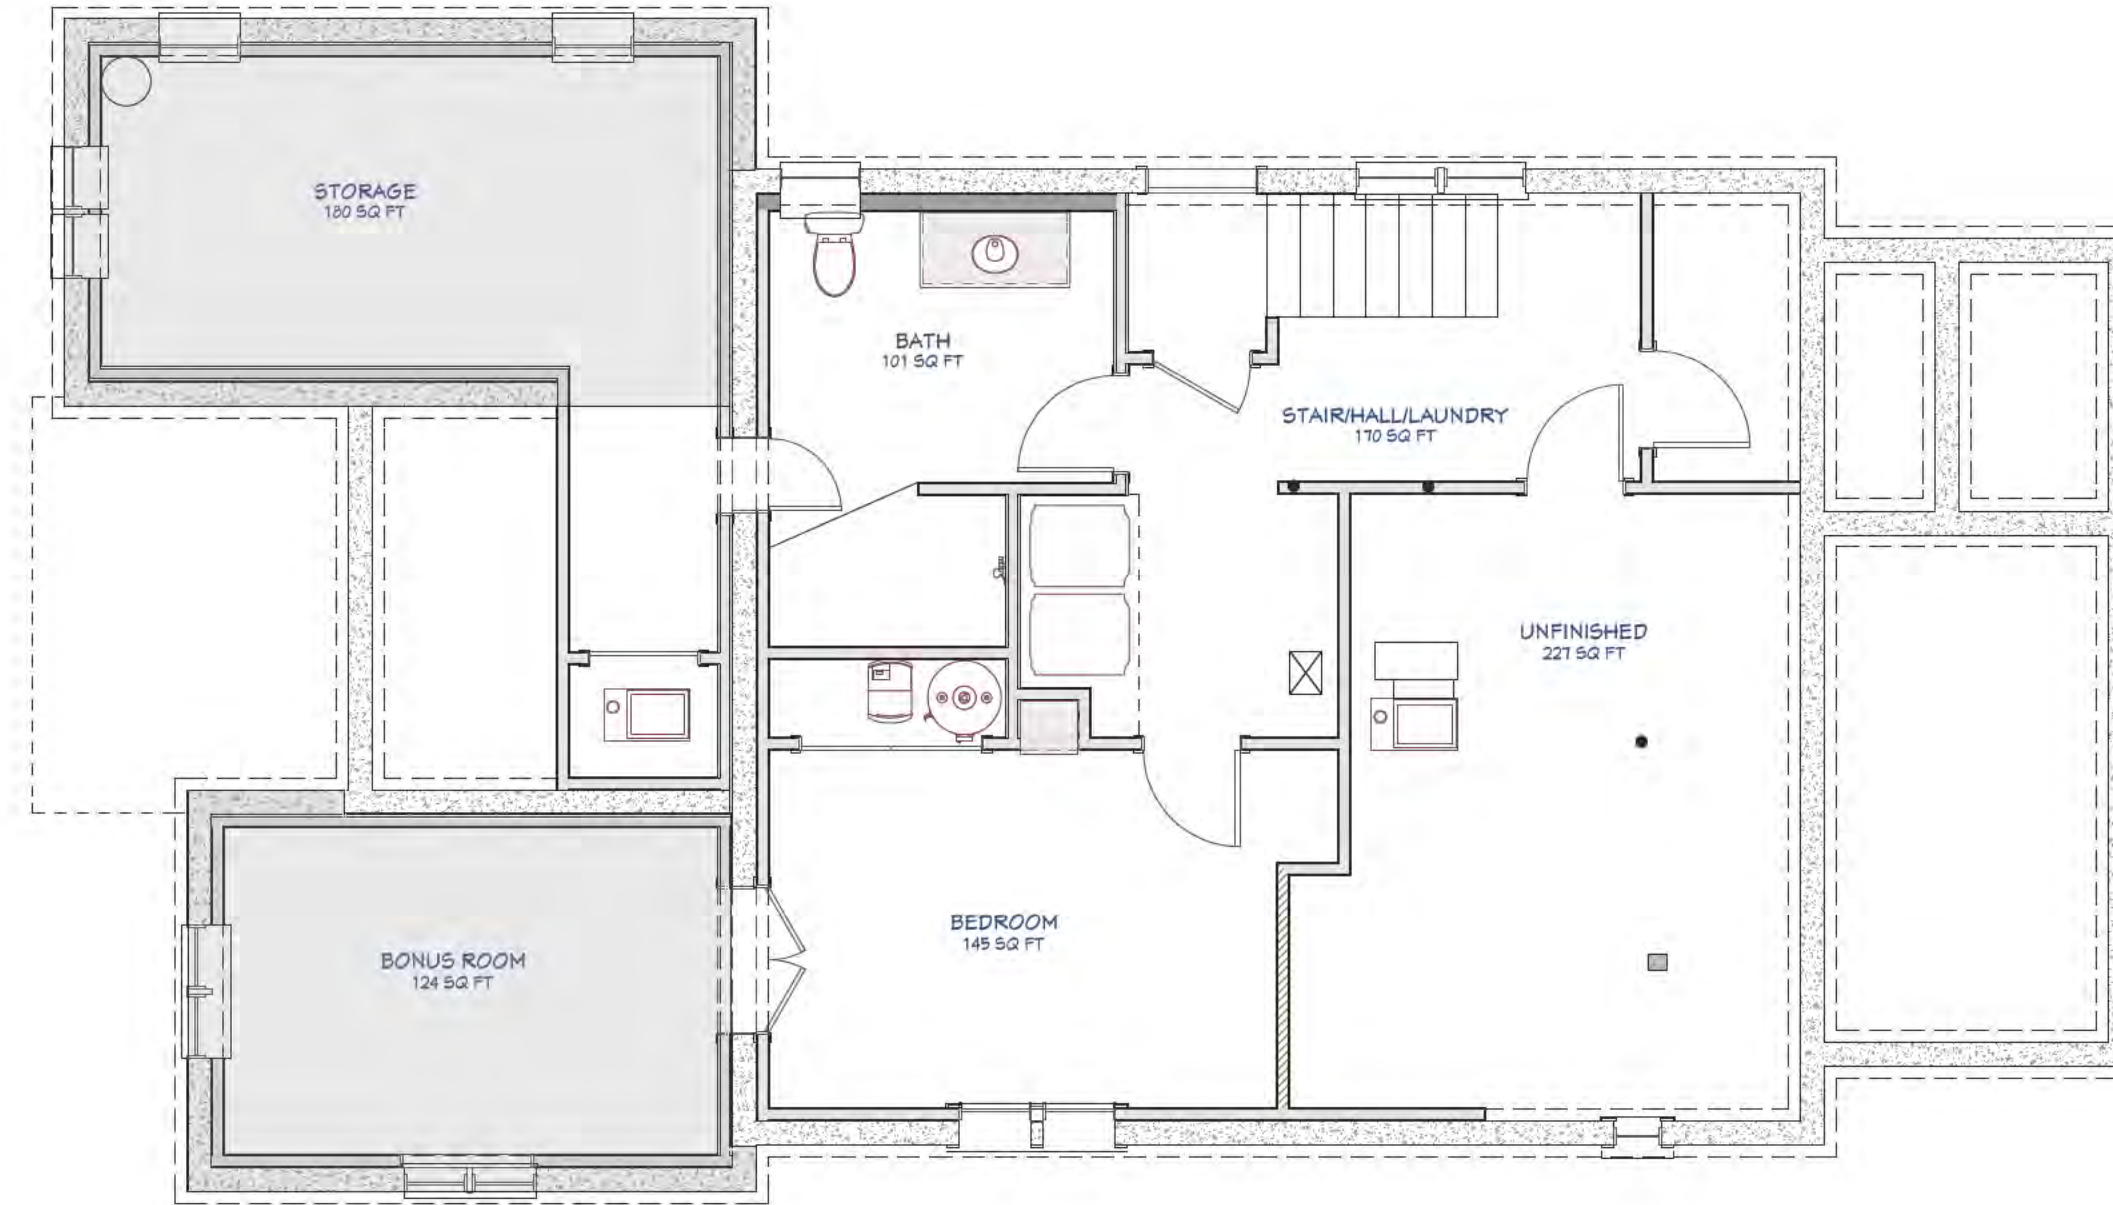 STORAGE
180 SQ FT
BATH
101 SQ FT
STAIR/HALL/LAUNDRY
170 SQ FT
UNFINISHED
227 SQ FT
BEDROOM
145 SQ FT
BONUS ROOM
124 SQ FT